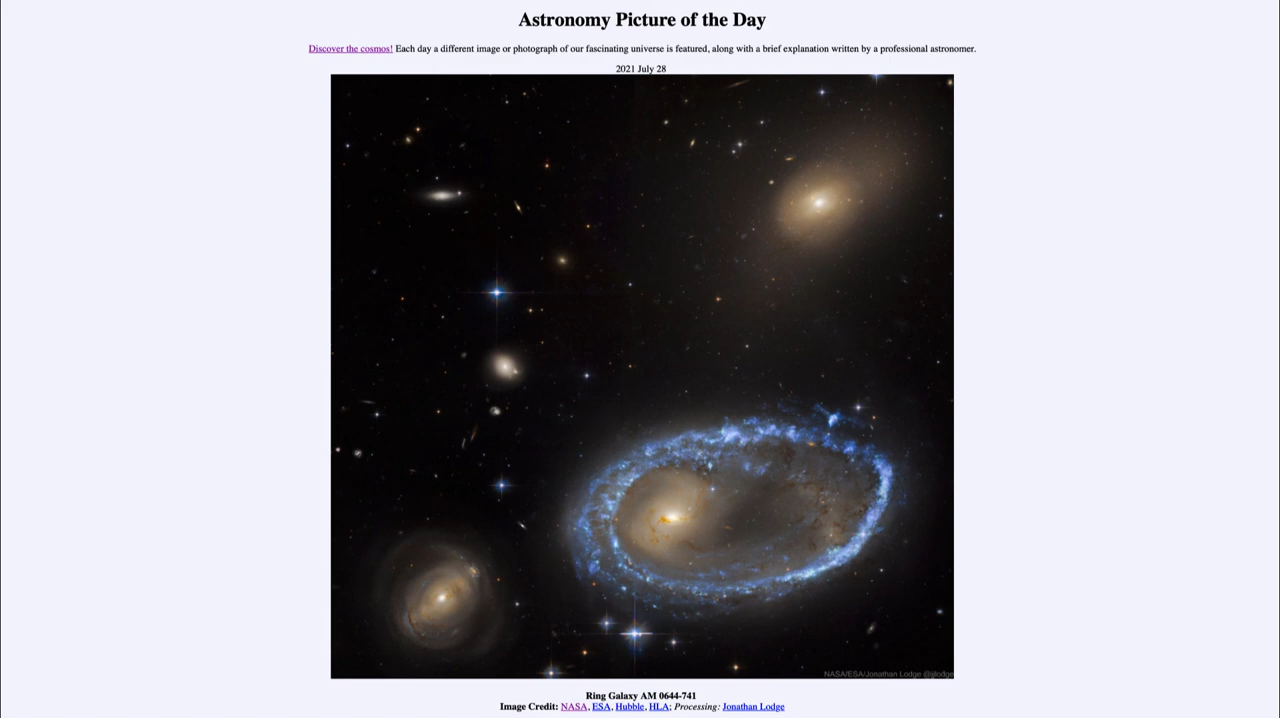 Astronomy Picture of the Day
Discover the cosmos! Each day a different image or photograph of our fascinating universe is featured, along with a brief explanation written by a professional astronomer.
2021 July 28
NASA/ESA/Jonathan Lodge @jjlodge
Ring Galaxy AM 0644-741
Image Credit: NASA, ESA, Hubble, HLA; Processing: Jonathan Lodge